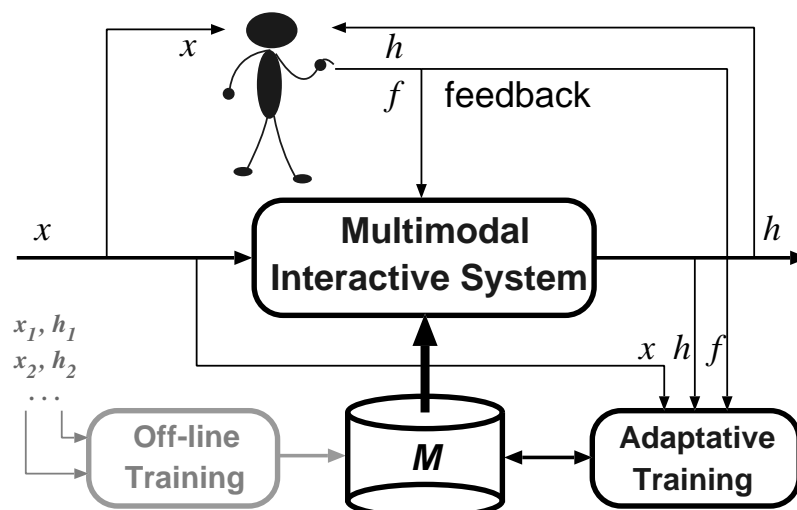 x
h
f
feedback
x
Multimodal
Interactive System
h
x1, h1
x2, h2
...
x
h
f
Off-line
Training
M
Adaptative
Training